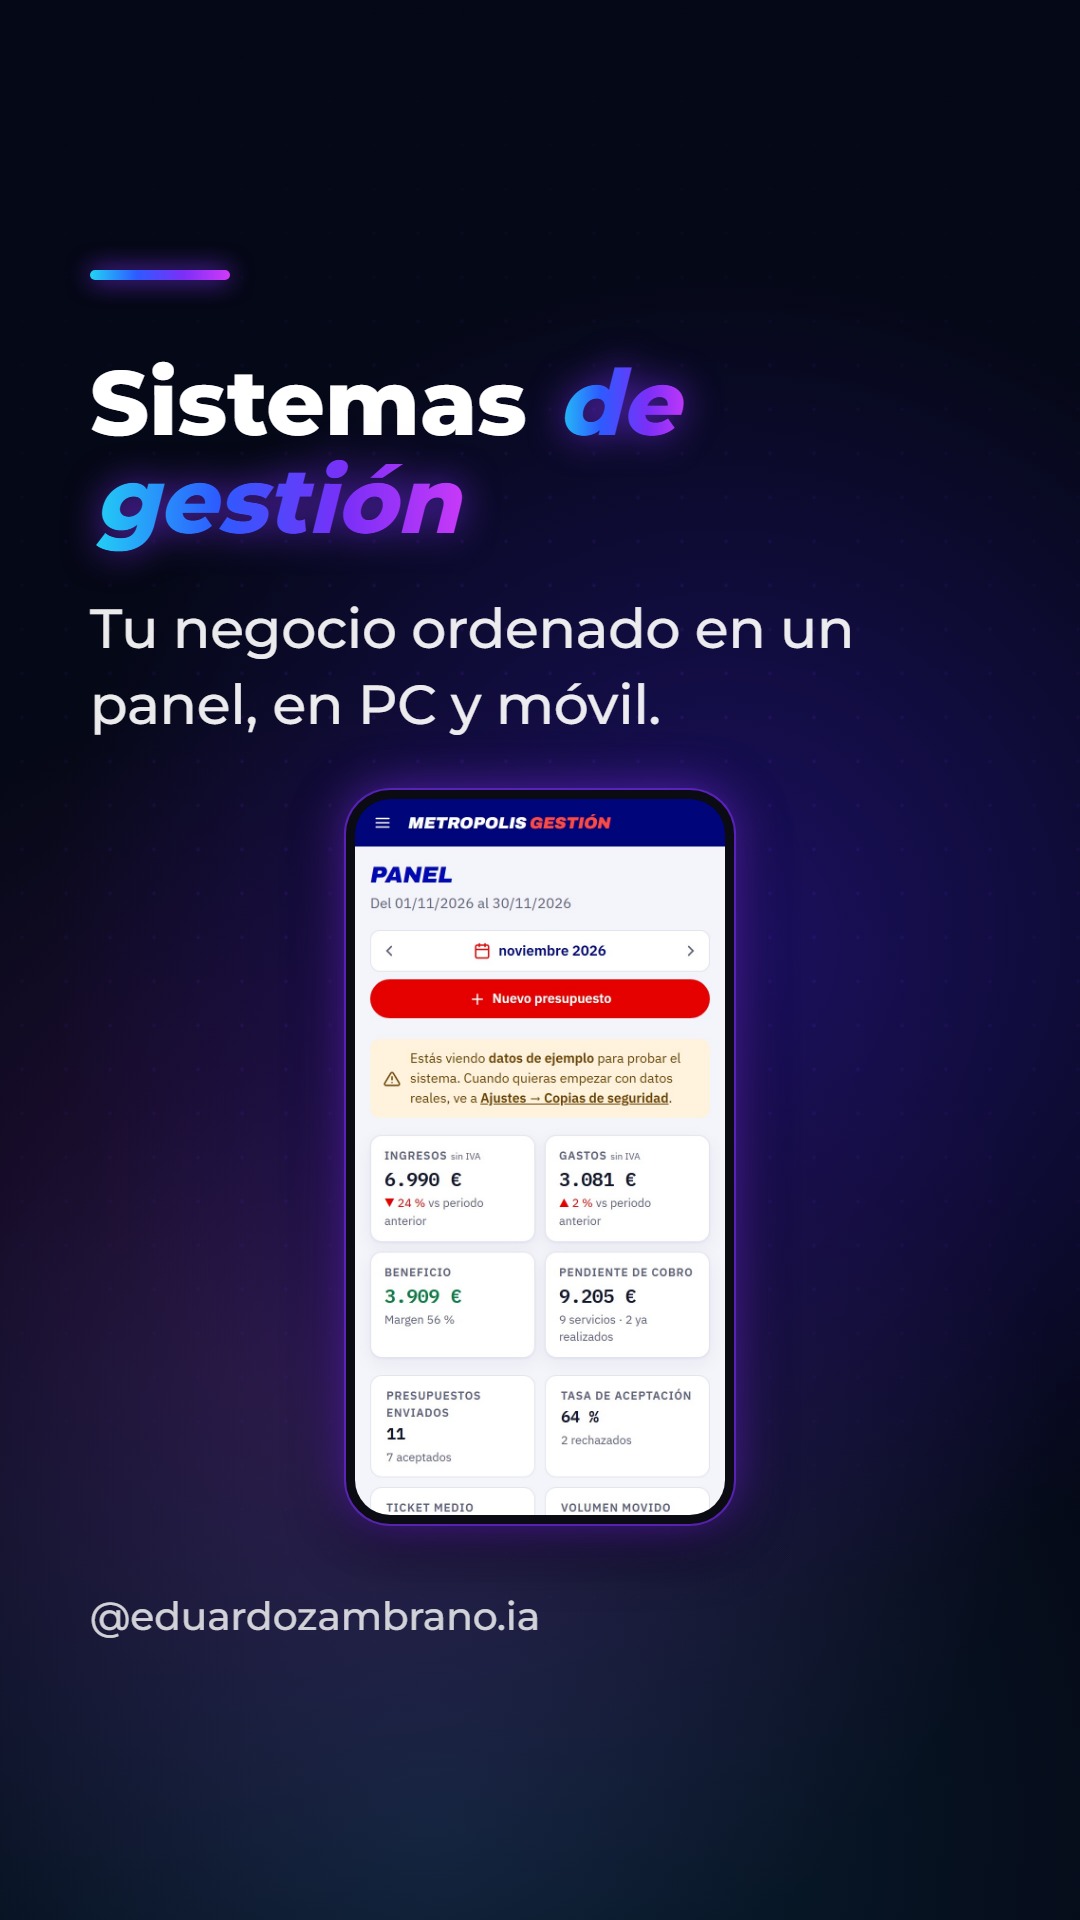 Sistemas de
gestión
Tu negocio ordenado en un
panel, en PC y móvil.
METROPOLIS GESTIÓN
PANEL
Del 01/11/2026 al 30/11/2026
noviembre 2026
+ Nuevo presupuesto
Estás viendo datos de ejemplo para probar el
sistema. Cuando quieras empezar con datos
reales, ve a Ajustes → Copias de seguridad.
INGRESOS sin IVA
6.990 €
▼ 24 % vs periodo
anterior
GASTOS sin IVA
3.081 €
▲ 2 % vs periodo
anterior
BENEFICIO
3.909 €
Margen 56 %
PENDIENTE DE COBRO
9.205 €
9 servicios · 2 ya
realizados
PRESUPUESTOS
ENVIADOS
11
7 aceptados
TASA DE ACEPTACIÓN
64 %
2 rechazados
TICKET MEDIO
VOLUMEN MOVIDO
@eduardozambrano.ia